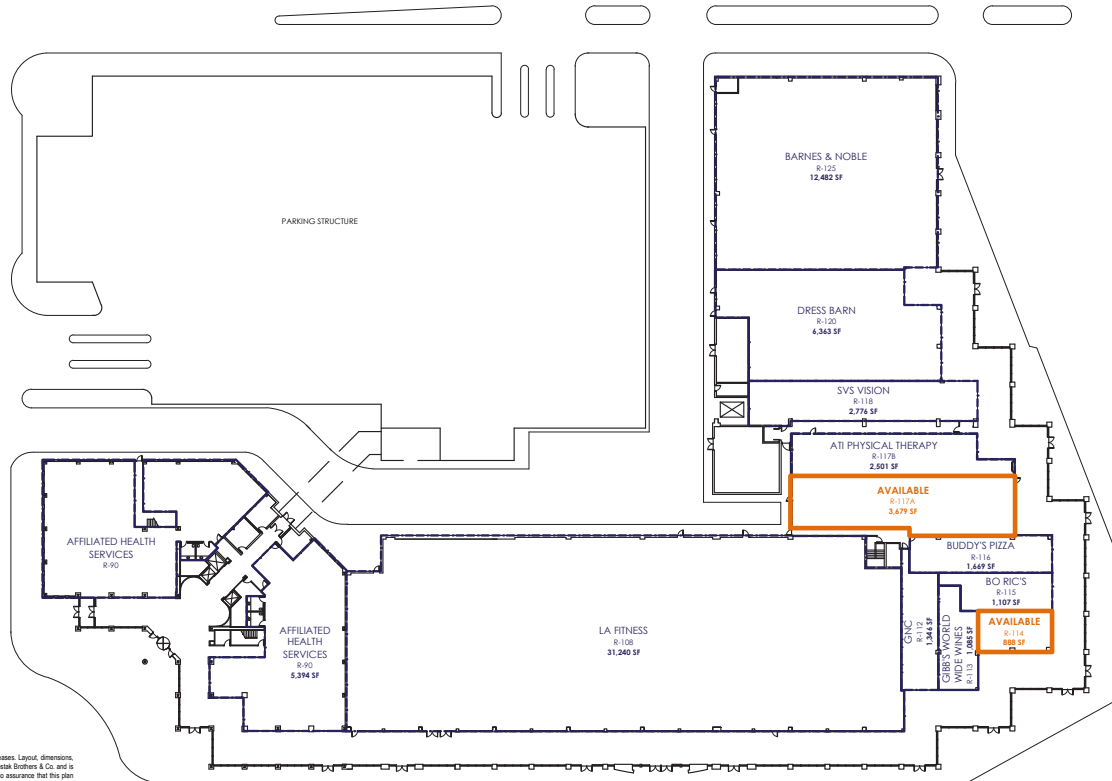 PARKING STRUCTURE
BARNES & NOBLE
R-125
12,482 SF
DRESS BARN
R-120
6,363 SF
SVS VISION
R-118
2,776 SF
ATI PHYSICAL THERAPY
R-117B
2,501 SF
AVAILABLE
R-117A
3,679 SF
BUDDY'S PIZZA
R-116
1,669 SF
BO RIC'S
R-115
1,107 SF
AVAILABLE
R-114
888 SF
GIBB'S WORLD
WIDE WINES
R-113
1,085 SF
GNC
R-112
1,346 SF
LA FITNESS
R-108
31,240 SF
AFFILIATED HEALTH
SERVICES
R-90
AFFILIATED
HEALTH
SERVICES
R-90
5,394 SF
eases. Layout, dimensions,
stak Brothers & Co. and is
o assurance that this plan